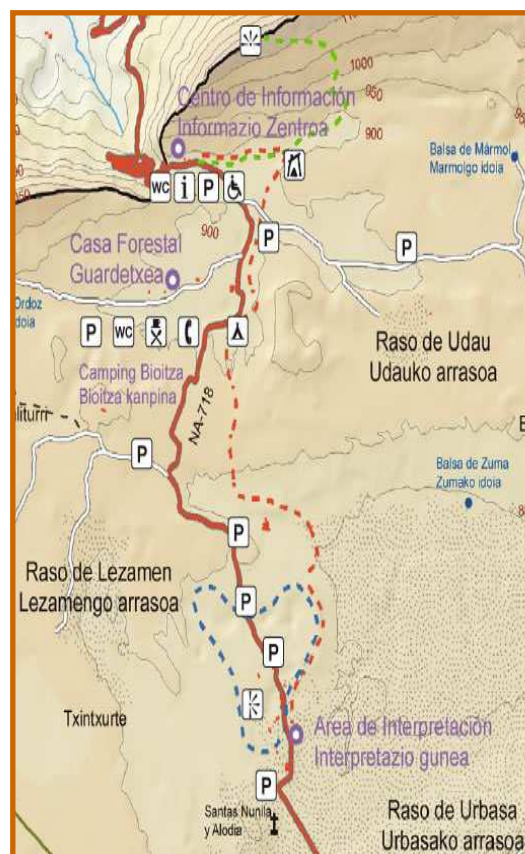 1000
950
900
Centro de Información
Informazio Zentroa
Balsa de Mármol
Marmolgo idoia
WC i P
900
P
P
Casa Forestal
Guardetxea
Ordoz
doia
P WC
Raso de Udau
Udauko arrasoa
Camping Bioitza
Bioitza kanpina
NA-718
P
Balsa de Zuma
Zumako idoia
P
Raso de Lezamen
Lezamengo arrasoa
P
P
Txintxurte
Area de Interpretación
Interpretazio gunea
P
Santas Nunila
y Alodia
Raso de Urbasa
Urbasako arrasoa